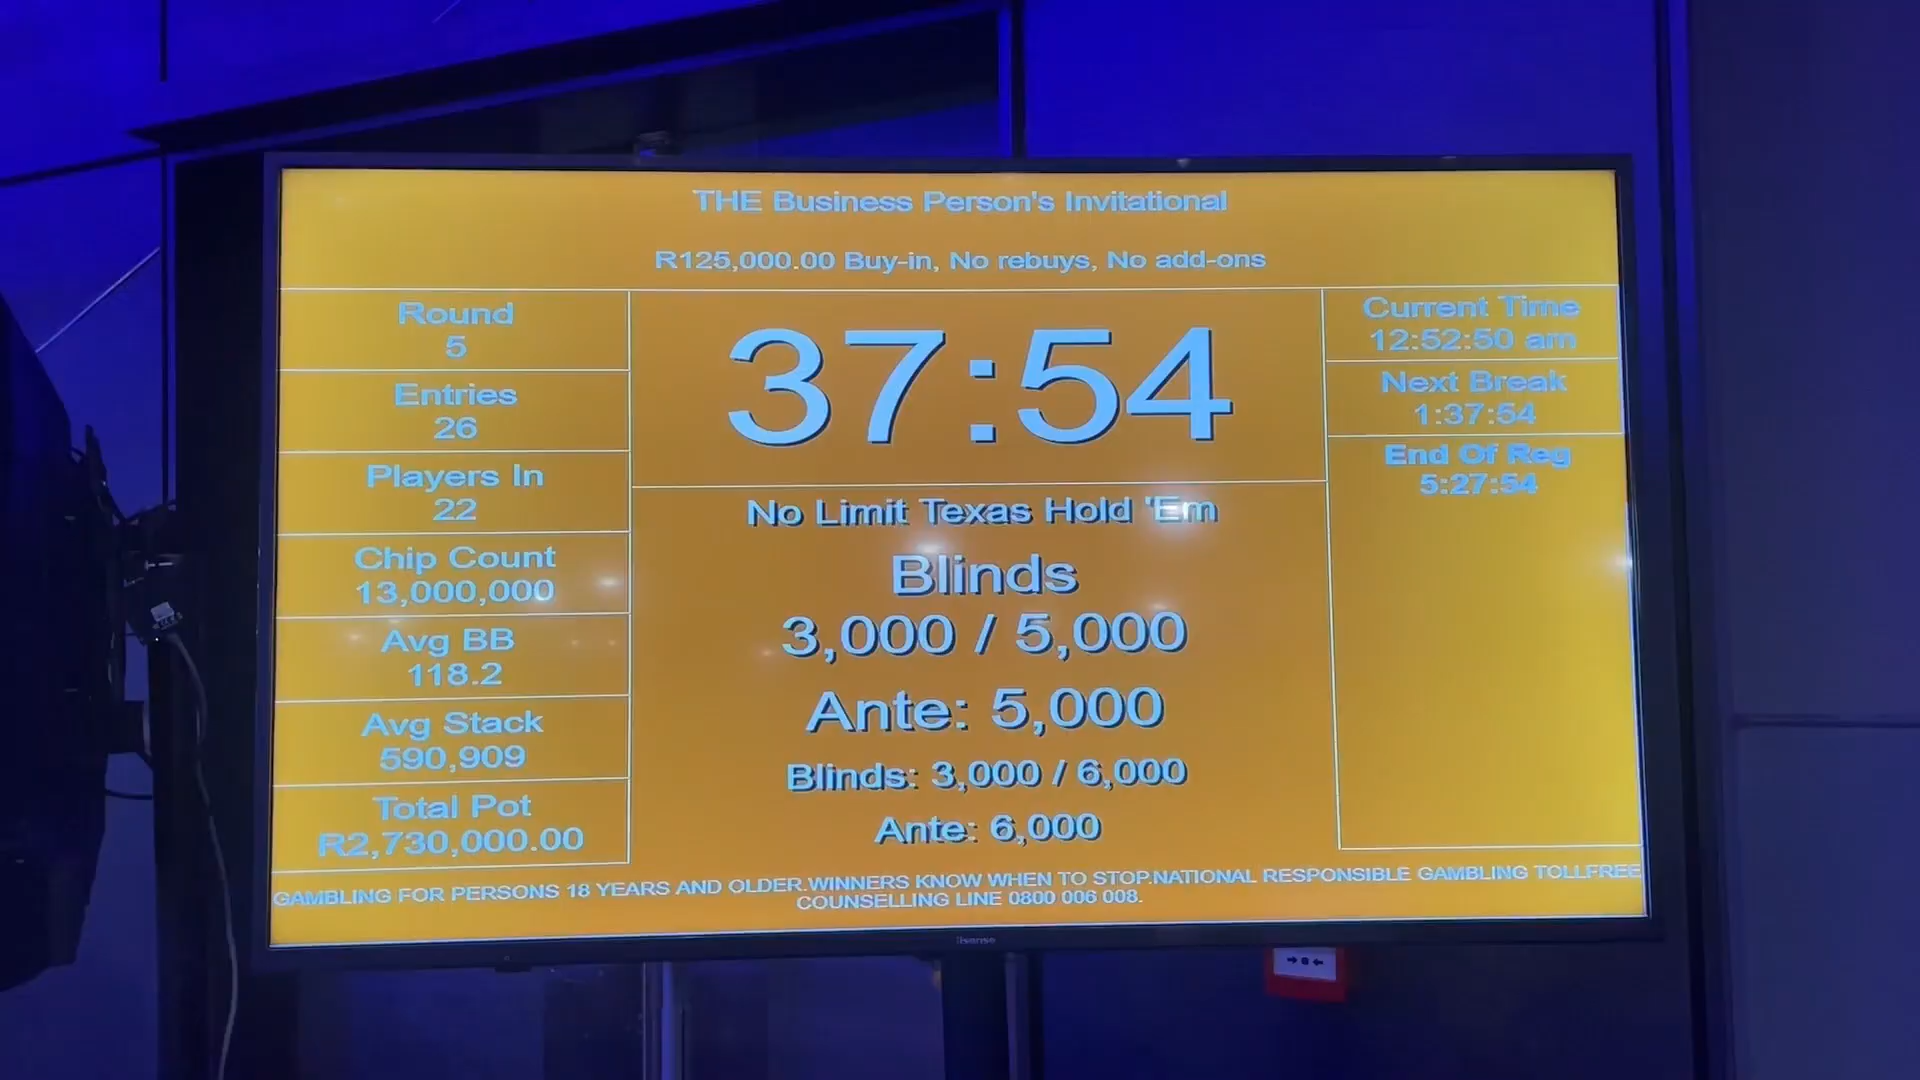 THE Business Person's Invitational
R125,000.00 Buy-in, No rebuys, No add-ons
Round
5
Entries
26
Players In
22
Chip Count
13,000,000
Avg BB
118.2
Avg Stack
590,909
Total Pot
R2,730,000.00
37:54
No Limit Texas Hold 'Em
Blinds
3,000 / 5,000
Ante: 5,000
Blinds: 3,000 / 6,000
Ante: 6,000
Current Time
12:52:50 am
Next Break
1:37:54
End Of Reg
5:27:54
GAMBLING FOR PERSONS 18 YEARS AND OLDER.WINNERS KNOW WHEN TO STOP.NATIONAL RESPONSIBLE GAMBLING TOLLFREE
COUNSELLING LINE 0800 006 008.
Hisense